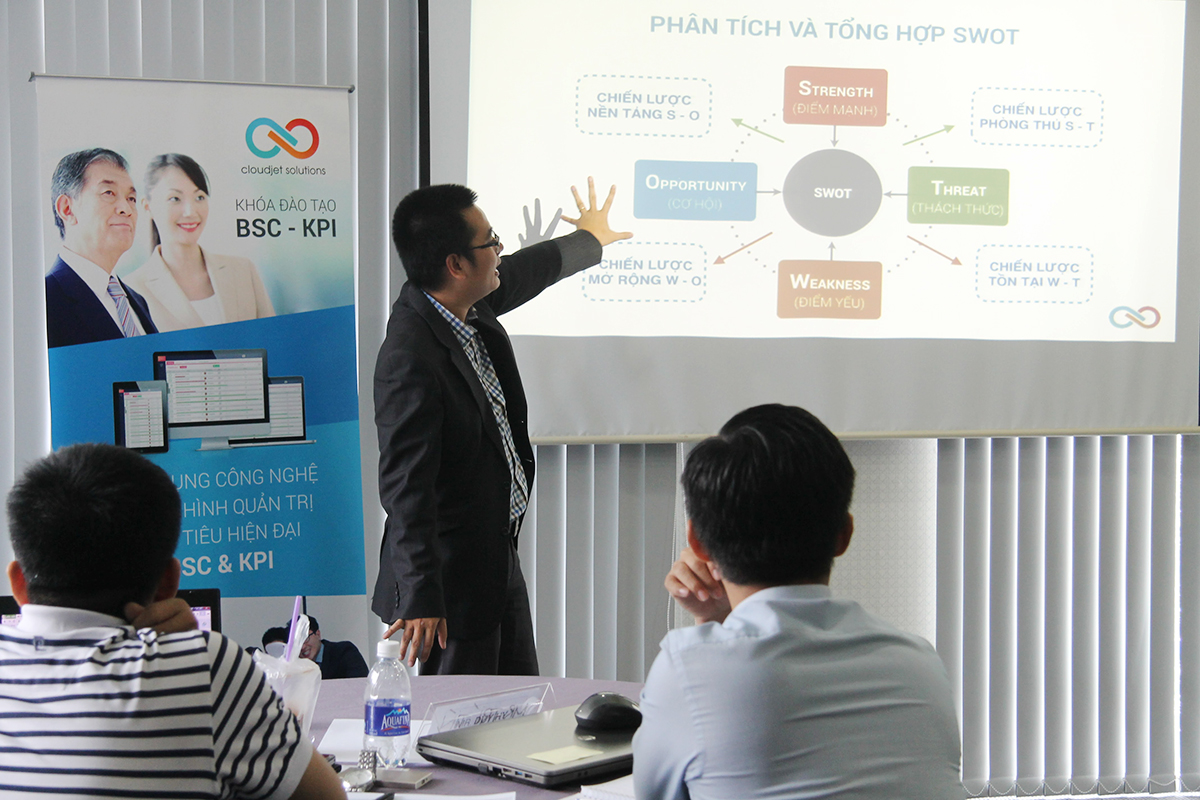 PHÂN TÍCH VÀ TỔNG HỢP SWOT
STRENGTH
(ĐIỂM MẠNH)
CHIẾN LƯỢC
NỀN TẢNG S - O
CHIẾN LƯỢC
PHÒNG THỦ S - T
OPPORTUNITY
(CƠ HỘI)
SWOT
THREAT
(THÁCH THỨC)
CHIẾN LƯỢC
MỞ RỘNG W - O
WEAKNESS
(ĐIỂM YẾU)
CHIẾN LƯỢC
TỒN TẠI W - T
cloudjet solutions
KHÓA ĐÀO TẠO
BSC - KPI
CÔNG NGHỆ
HÌNH QUẢN TRỊ
TIÊU HIỆN ĐẠI
SC & KPI
AQUAFINA